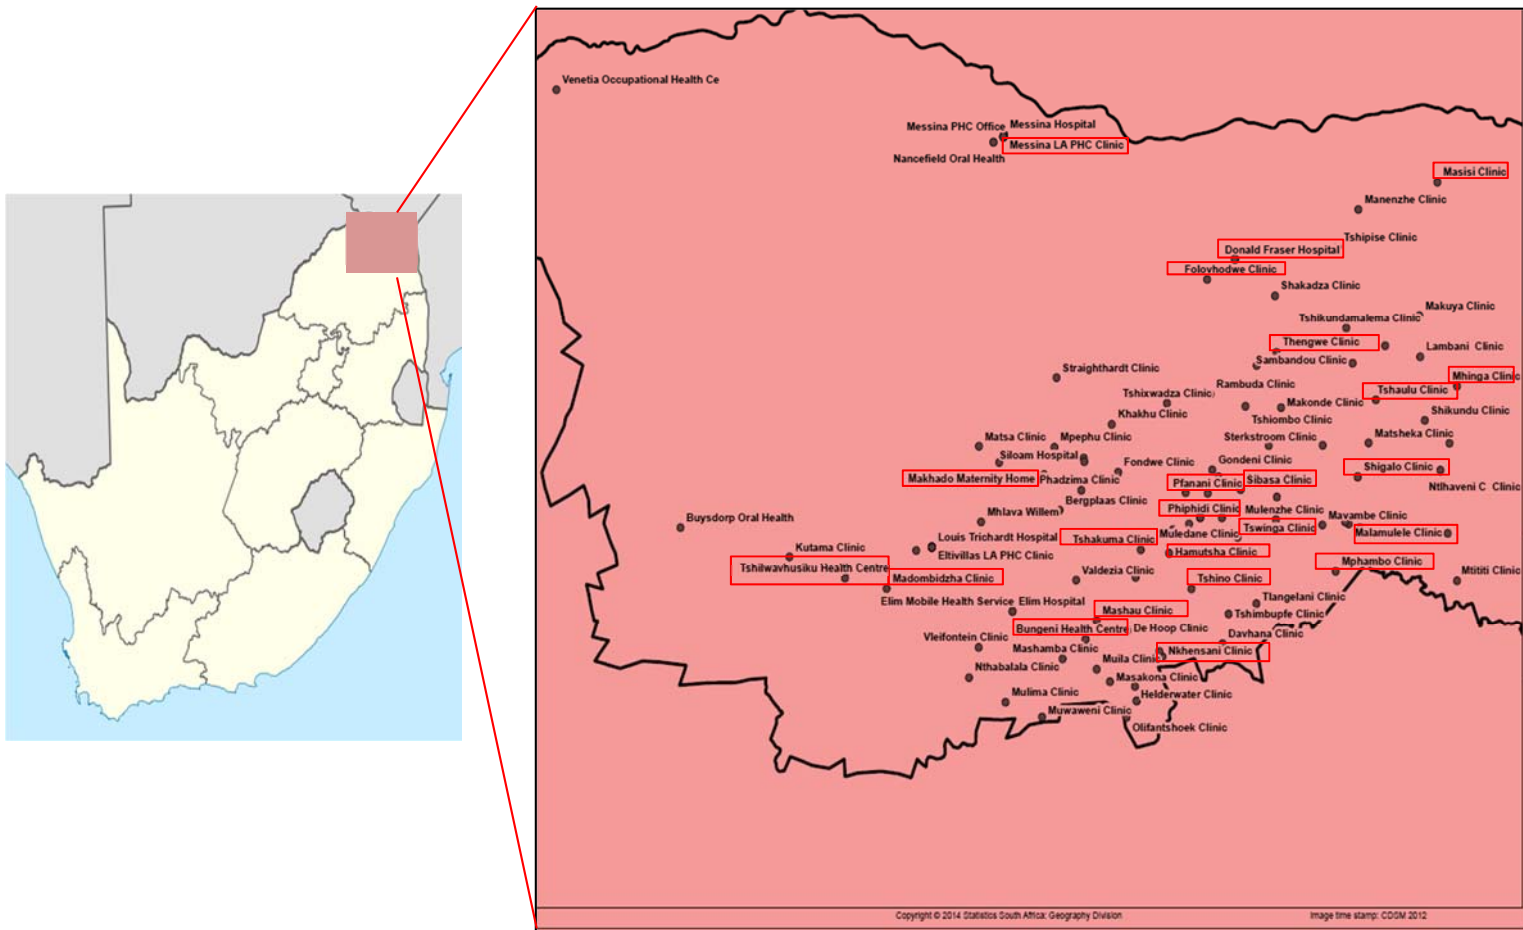 Venetia Occupational Health Ce
Messina PHC Office
Messina Hospital
Messina LA PHC Clinic
Nancefield Oral Health
Masisi Clinic
Manenzhe Clinic
Tshipise Clinic
Donald Fraser Hospital
Folovhodwe Clinic
Shakadza Clinic
Makuya Clinic
Tshikundamalema Clinic
Thengwe Clinic
Lambani Clinic
Sambandou Clinic
Straighthardt Clinic
Mhinga Clinic
Rambuda Clinic
Tshaulu Clinic
Tshixwadza Clinic
Makonde Clinic
Khakhu Clinic
Shikundu Clinic
Tshiombo Clinic
Matsa Clinic
Mpephu Clinic
Sterkstroom Clinic
Matsheka Clinic
Siloam Hospital
Fondwe Clinic
Gondeni Clinic
Shigalo Clinic
Makhado Maternity Home
Phadzima Clinic
Pfanani Clinic
Sibasa Clinic
Ntlhaveni C Clinic
Bergplaas Clinic
Mhlava Willem
Phiphidi Clinic
Mulenzhe Clinic
Mavambe Clinic
Buysdorp Oral Health
Tswinga Clinic
Malamulele Clinic
Louis Trichardt Hospital
Tshakuma Clinic
Muledane Clinic
Kutama Clinic
Eltivillas LA PHC Clinic
Hamutsha Clinic
Mphambo Clinic
Tshilwavhusiku Health Centre
Madombidzha Clinic
Valdezia Clinic
Tshino Clinic
Mtititi Clinic
Elim Mobile Health Service
Elim Hospital
Mashau Clinic
Tlangelani Clinic
Tshimbupfe Clinic
Bungeni Health Centre
De Hoop Clinic
Davhana Clinic
Vleifontein Clinic
Mashamba Clinic
Nkhensani Clinic
Nthabalala Clinic
Muila Clinic
Masakona Clinic
Mulima Clinic
Helderwater Clinic
Muwaweni Clinic
Olifantshoek Clinic
Copyright © 2014 Statistics South Africa: Geography Division
Image time stamp: CDSM 2012